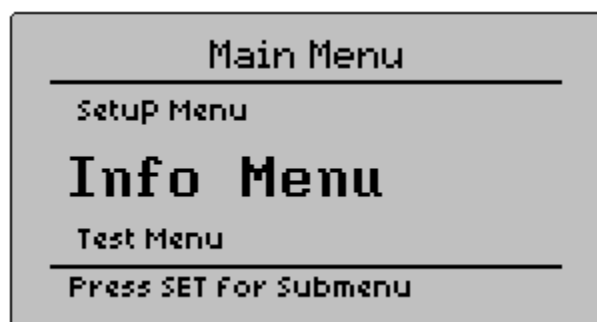 Main Menu
Setup Menu
Info Menu
Test Menu
Press SET for Submenu